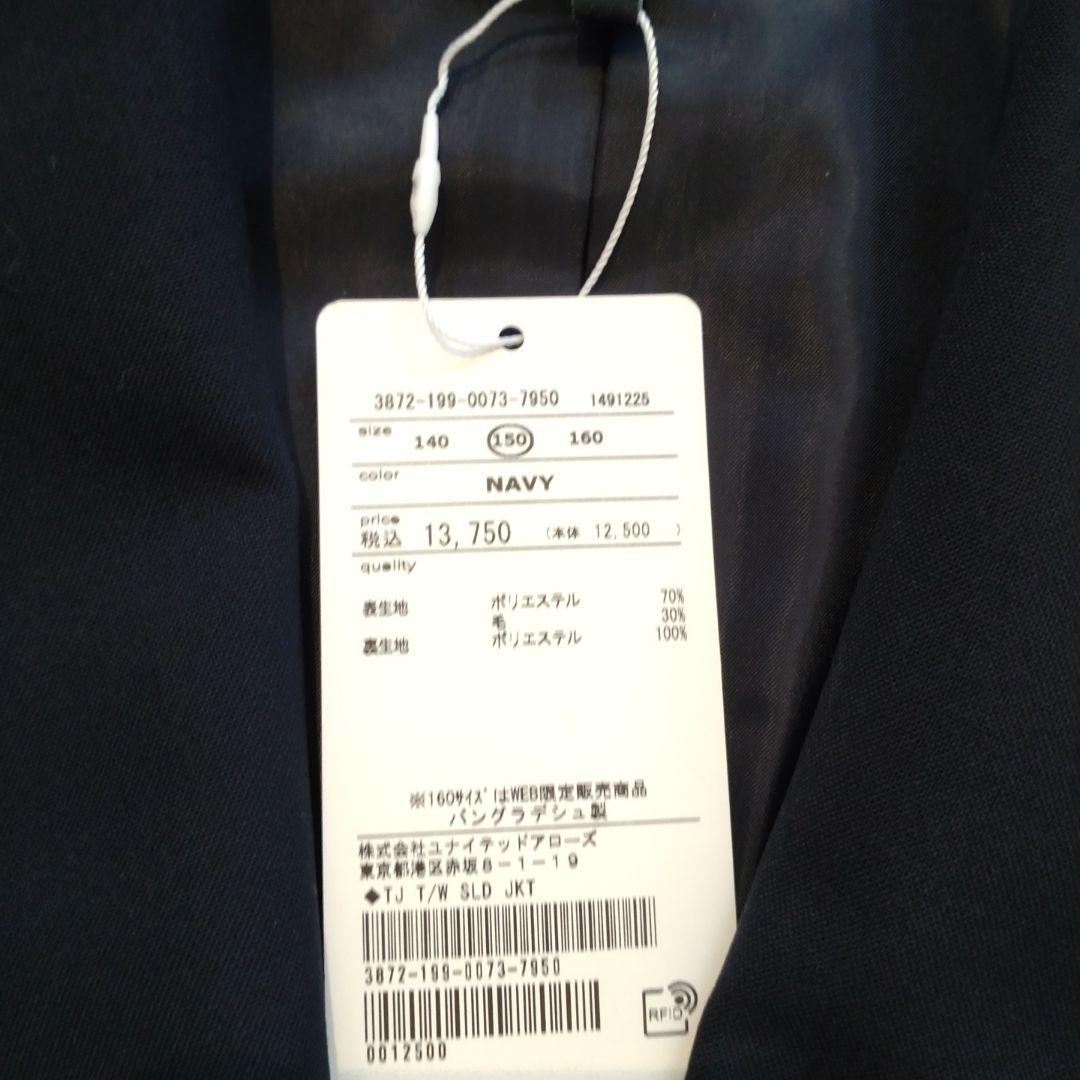 3872-199-0073-7950 1491225
size 140 150 160
color NAVY
price
税込 13,750 (本体 12,500 )
quality
表生地 ポリエステル 70%
毛 30%
裏生地 ポリエステル 100%
※160サイズはWEB限定販売商品
バングラデシュ製
株式会社ユナイテッドアローズ
東京都港区赤坂8-1-19
◆TJ T/W SLD JKT
3872-199-0073-7950
RFID
0012500